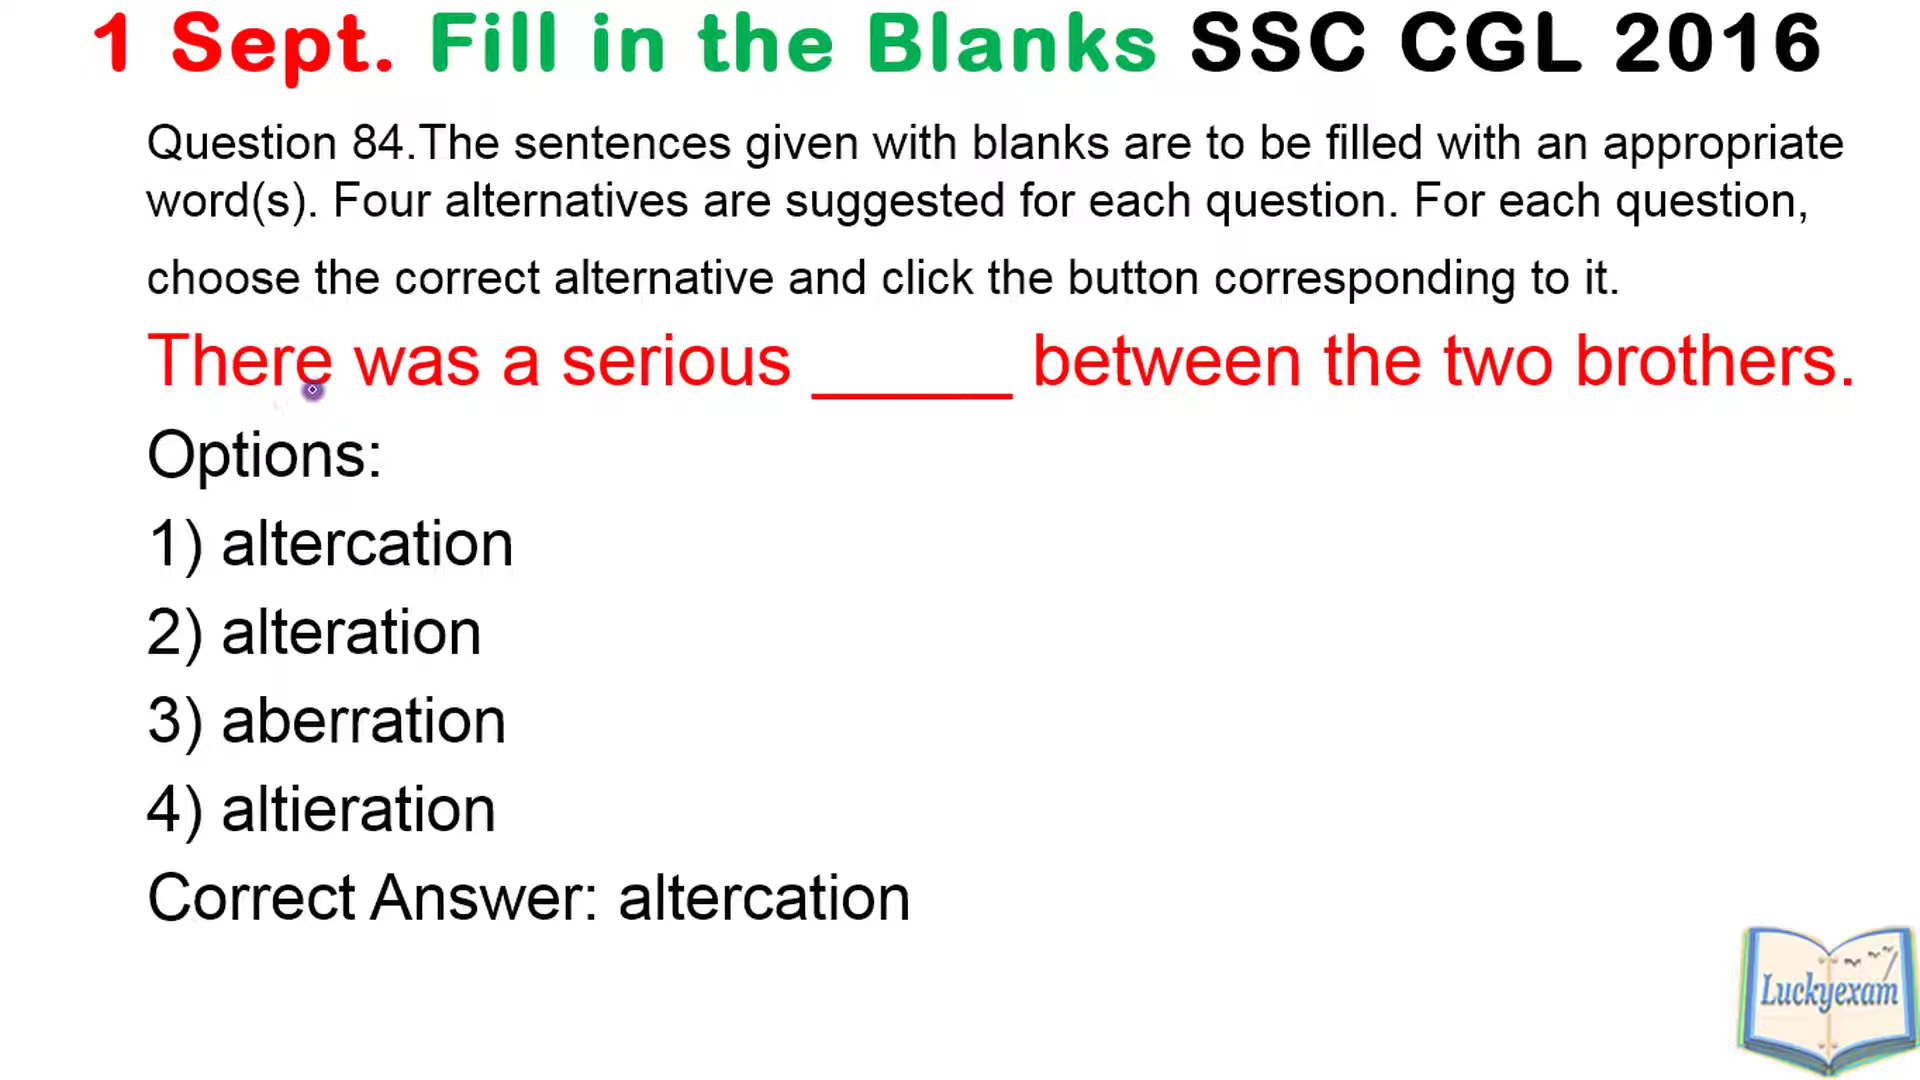 1 Sept. Fill in the Blanks SSC CGL 2016
Question 84.The sentences given with blanks are to be filled with an appropriate
word(s). Four alternatives are suggested for each question. For each question,
choose the correct alternative and click the button corresponding to it.
There was a serious ______ between the two brothers.
Options:
1) altercation
2) alteration
3) aberration
4) altieration
Correct Answer: altercation
Luckyexam